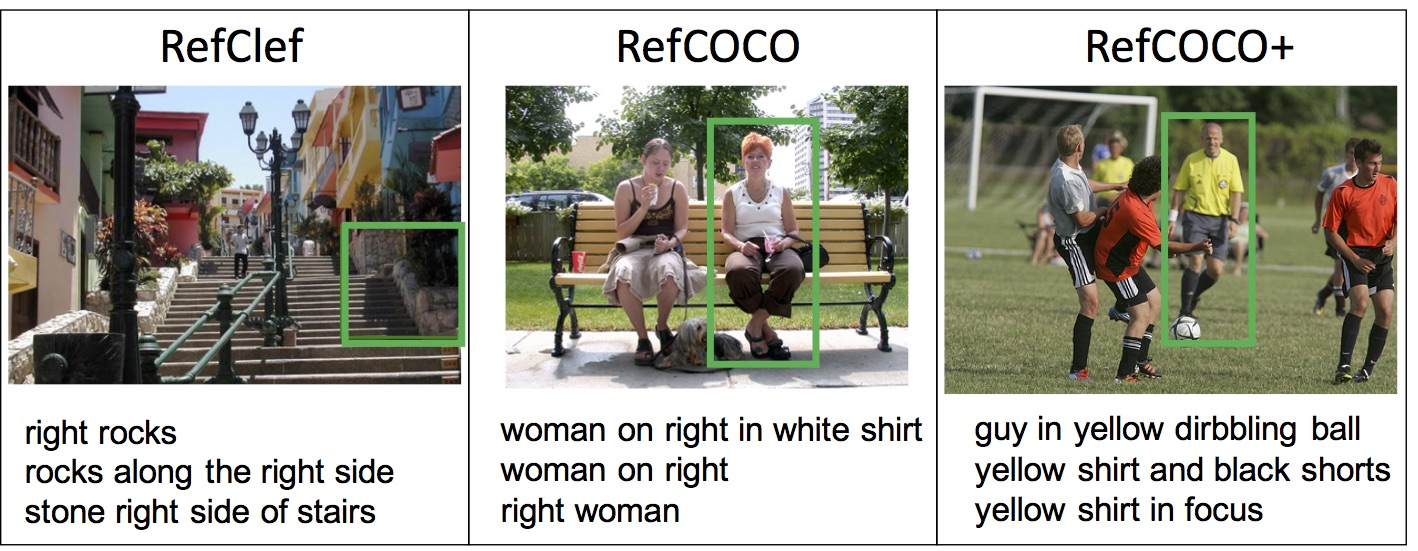 RefClef
RefCOCO
RefCOCO+
right rocks
rocks along the right side
stone right side of stairs
woman on right in white shirt
woman on right
right woman
guy in yellow dirbbling ball
yellow shirt and black shorts
yellow shirt in focus